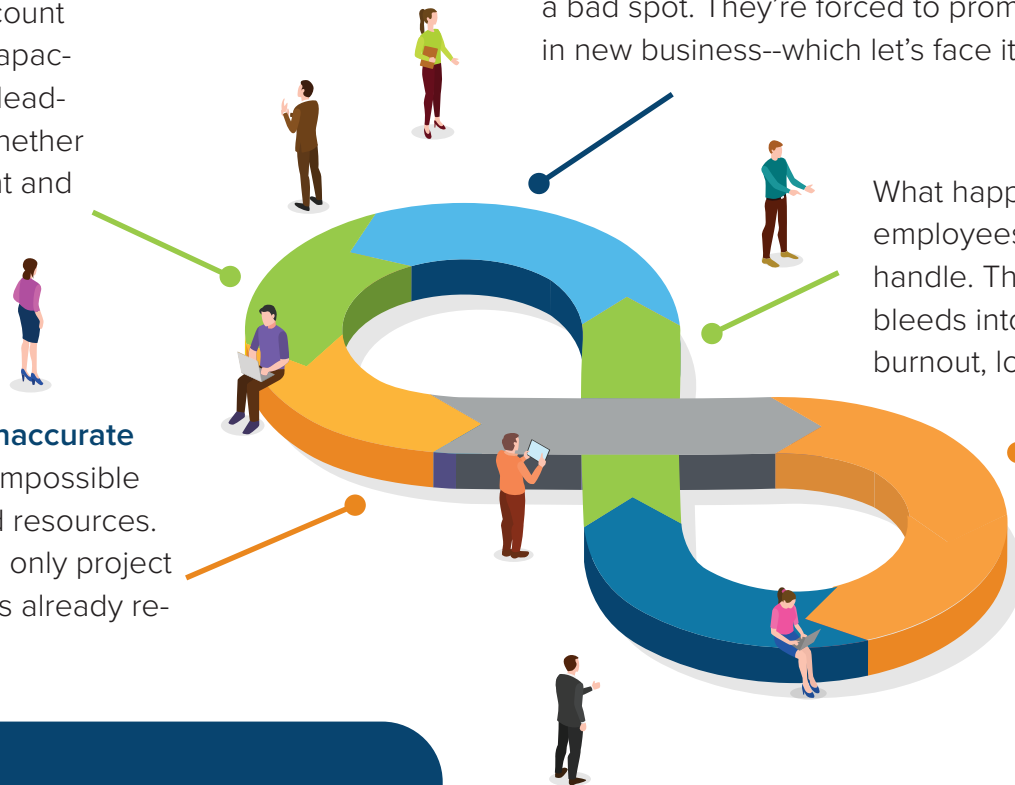 count
apac-
lead-
hether
t and
a bad spot. They're forced to prom
in new business--which let's face it
What happ
employees
handle. Th
bleeds into
burnout, lo
naccurate
mpossible
d resources.
only project
s already re-